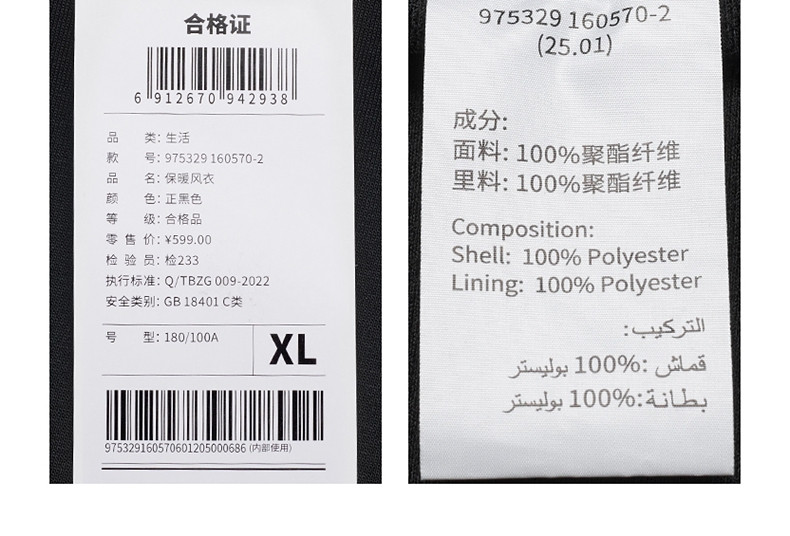 合格证
6 912670 942938
品 类: 生活
款 号: 975329 160570-2
品 名: 保暖风衣
颜 色: 正黑色
等 级: 合格品
零 售 价: ¥599.00
检 验 员: 检233
执行标准: Q/TBZG 009-2022
安全类别: GB 18401 C类
号 型: 180/100A
XL
975329160570601205000686 (内部使用)
975329 160570-2
(25.01)
成分:
面料: 100%聚酯纤维
里料: 100%聚酯纤维
Composition:
Shell: 100% Polyester
Lining: 100% Polyester
التركيب:
قماش :100% بوليستر
بطانة:100% بوليستر